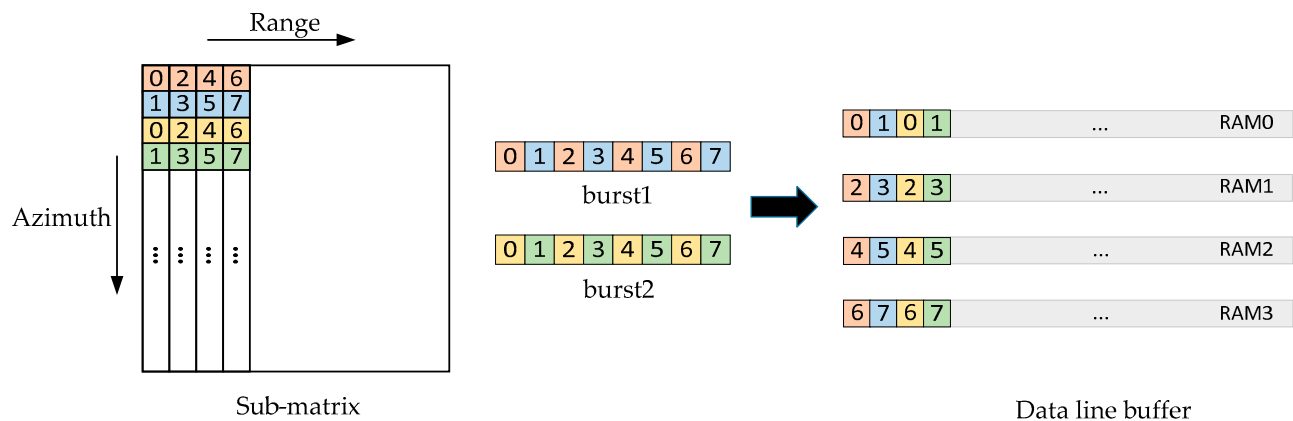 Range
0 2 4 6
1 3 5 7
0 2 4 6
1 3 5 7
Azimuth
...
...
...
...
Sub-matrix
0 1 2 3 4 5 6 7
burst1
0 1 2 3 4 5 6 7
burst2
0 1 0 1 ... RAM0
2 3 2 3 ... RAM1
4 5 4 5 ... RAM2
6 7 6 7 ... RAM3
Data line buffer